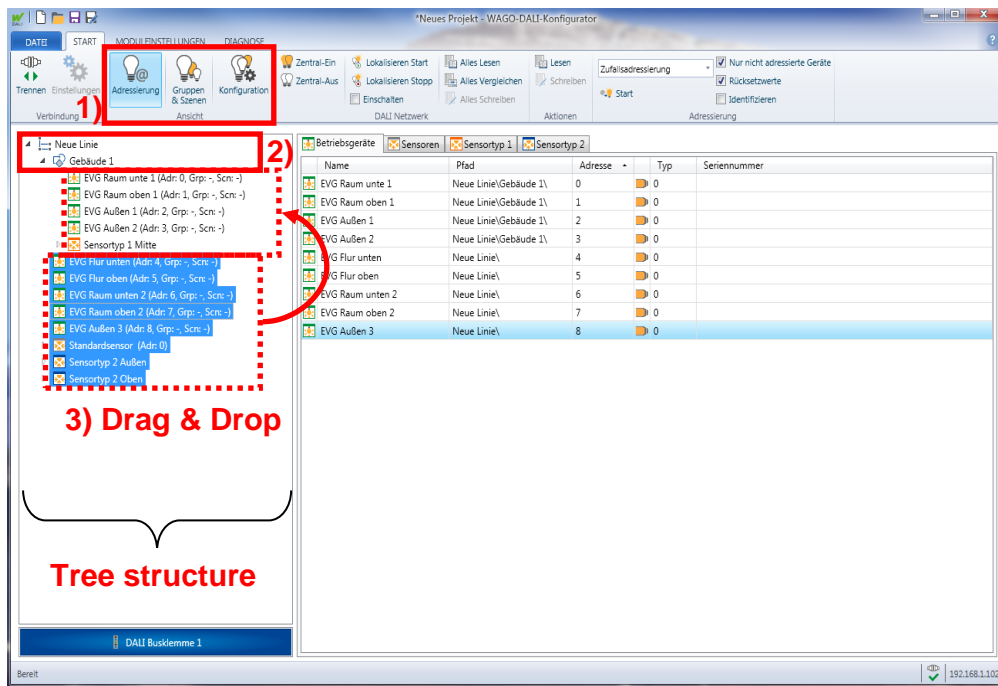 *Neues Projekt - WAGO-DALI-Konfigurator
DATEI START MODULEINSTELLUNGEN DIAGNOSE
Trennen Einstellungen
Verbindung
1)
Adressierung Gruppen & Szenen Konfiguration
Ansicht
Zentral-Ein Lokalisieren Start Alles Lesen
Zentral-Aus Lokalisieren Stopp Alles Vergleichen
Einschalten Alles Schreiben
DALI Netzwerk
Lesen
Schreiben
Aktionen
Zufallsadressierung
Start
Nur nicht adressierte Geräte
Rücksetzwerte
Identifizieren
Adressierung
Neue Linie
2)
Gebäude 1
EVG Raum unte 1 (Adr: 0, Grp: -, Scn: -)
EVG Raum oben 1 (Adr: 1, Grp: -, Scn: -)
EVG Außen 1 (Adr: 2, Grp: -, Scn: -)
EVG Außen 2 (Adr: 3, Grp: -, Scn: -)
Sensortyp 1 Mitte
EVG Flur unten (Adr: 4, Grp: -, Scn: -)
EVG Flur oben (Adr: 5, Grp: -, Scn: -)
EVG Raum unten 2 (Adr: 6, Grp: -, Scn: -)
EVG Raum oben 2 (Adr: 7, Grp: -, Scn: -)
EVG Außen 3 (Adr: 8, Grp: -, Scn: -)
Standardsensor (Adr: 0)
Sensortyp 2 Außen
Sensortyp 2 Oben
3) Drag & Drop
Tree structure
DALI Busklemme 1
Betriebsgeräte Sensoren Sensortyp 1 Sensortyp 2
Name Pfad Adresse Typ Seriennummer
EVG Raum unte 1 Neue Linie\Gebäude 1\ 0 0
EVG Raum oben 1 Neue Linie\Gebäude 1\ 1 0
EVG Außen 1 Neue Linie\Gebäude 1\ 2 0
EVG Außen 2 Neue Linie\Gebäude 1\ 3 0
EVG Flur unten Neue Linie\ 4 0
EVG Flur oben Neue Linie\ 5 0
EVG Raum unten 2 Neue Linie\ 6 0
EVG Raum oben 2 Neue Linie\ 7 0
EVG Außen 3 Neue Linie\ 8 0
Bereit
192.168.1.102